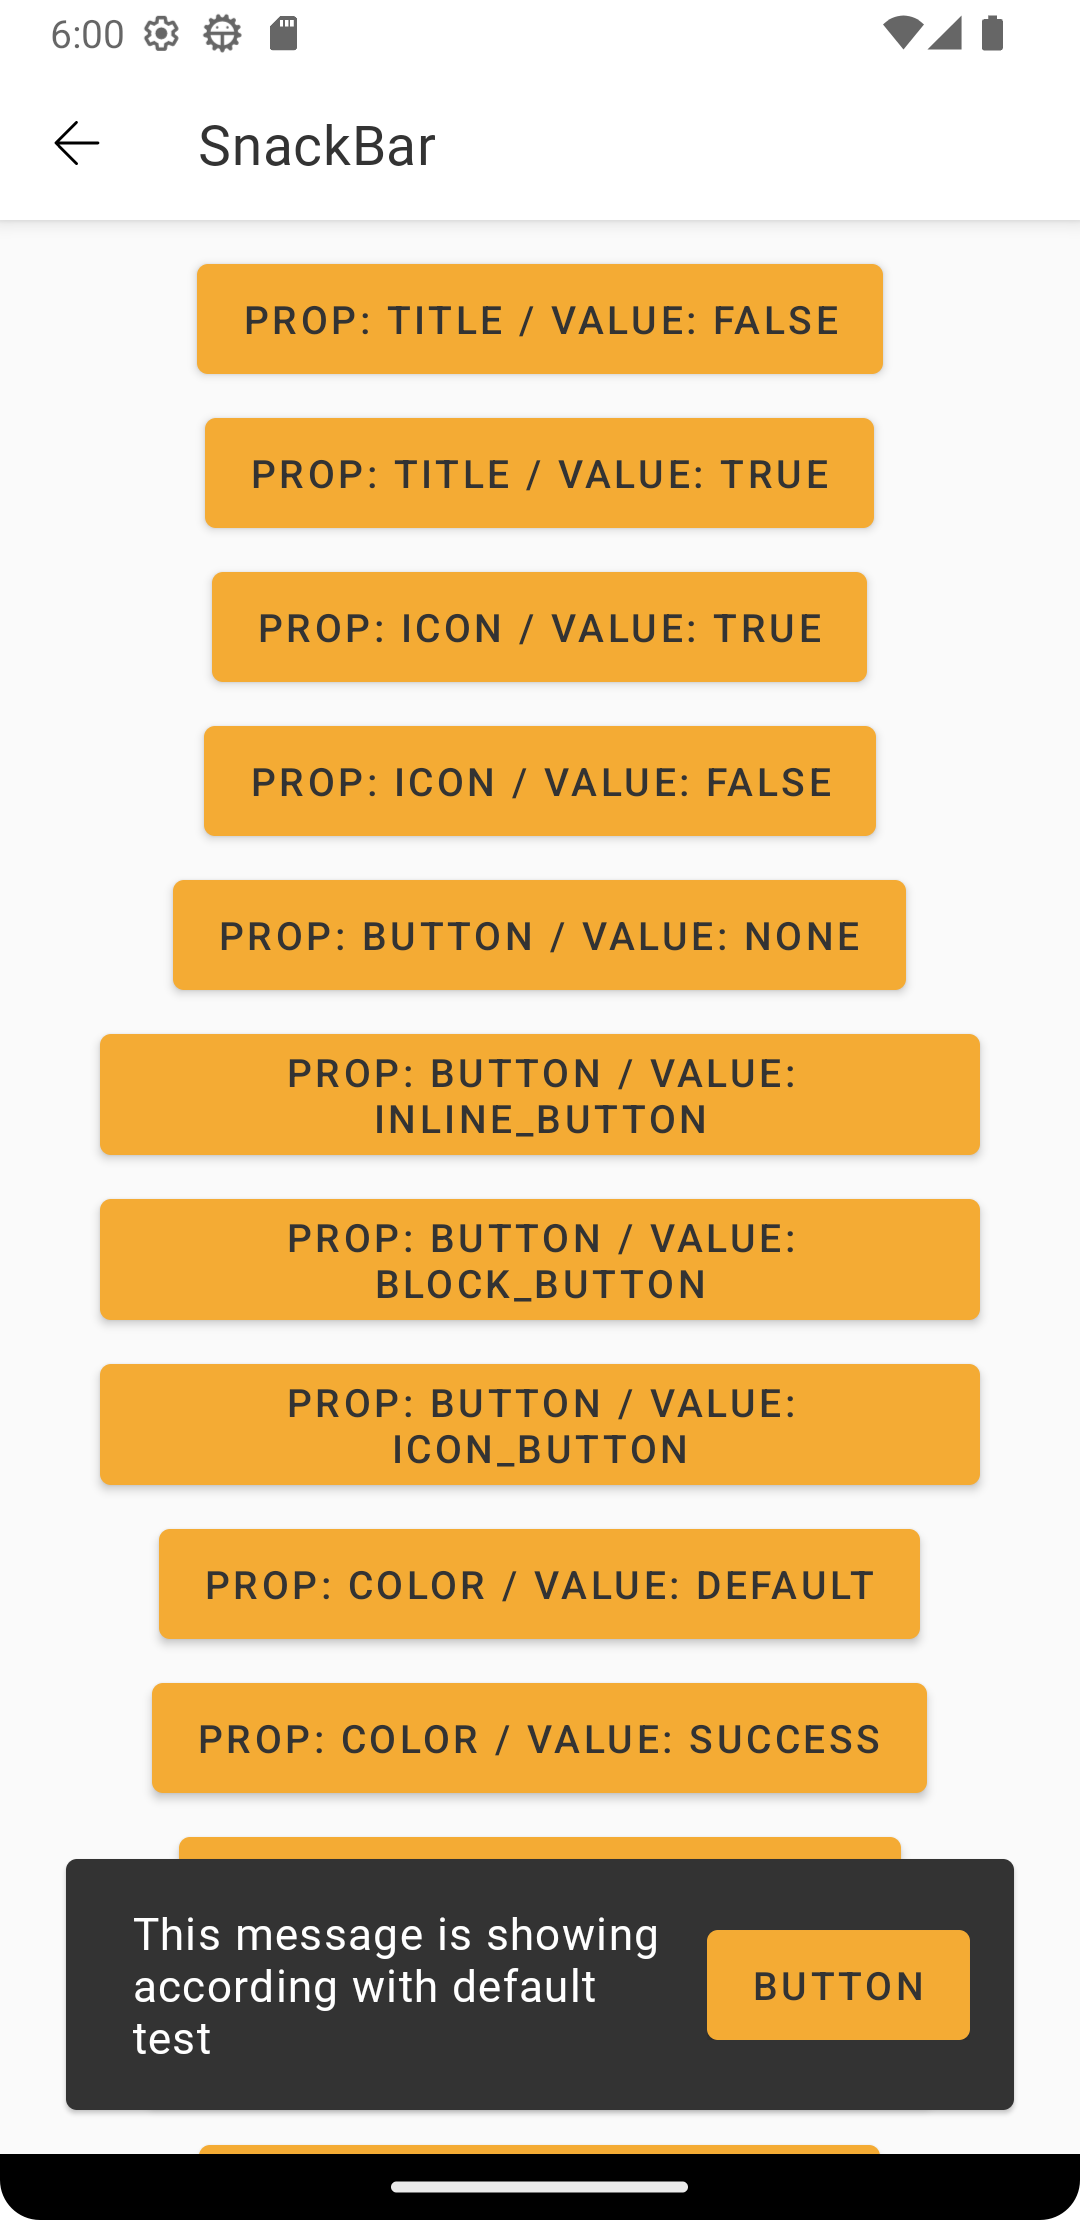 6:00
SnackBar
PROP: TITLE / VALUE: FALSE
PROP: TITLE / VALUE: TRUE
PROP: ICON / VALUE: TRUE
PROP: ICON / VALUE: FALSE
PROP: BUTTON / VALUE: NONE
PROP: BUTTON / VALUE:
INLINE_BUTTON
PROP: BUTTON / VALUE:
BLOCK_BUTTON
PROP: BUTTON / VALUE:
ICON_BUTTON
PROP: COLOR / VALUE: DEFAULT
PROP: COLOR / VALUE: SUCCESS
This message is showing
according with default
test
BUTTON